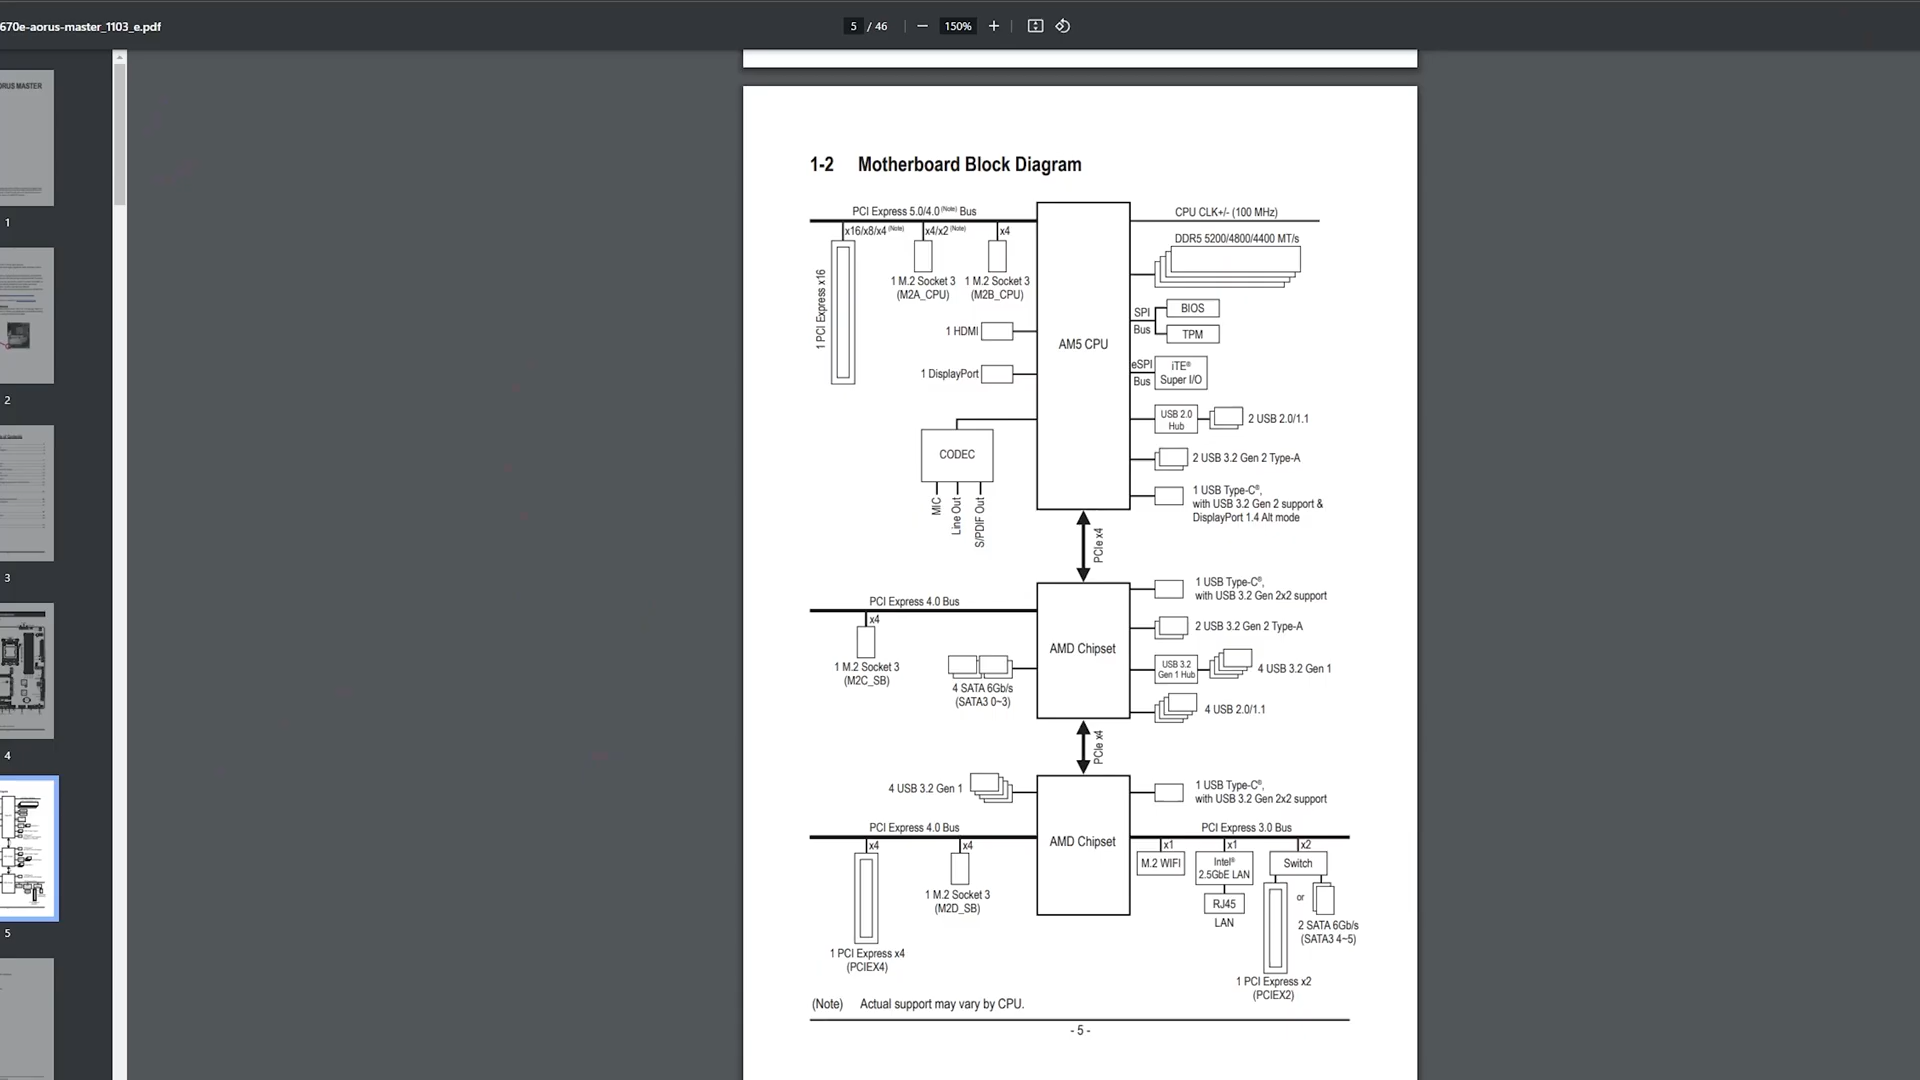 670e-aorus-master_1103_e.pdf
5 / 46
150%
ORUS MASTER
1
2
3
4
5
1-2 Motherboard Block Diagram
PCI Express 5.0/4.0 (Note) Bus
CPU CLK+/- (100 MHz)
x16/x8/x4 (Note)
x4/x2 (Note)
x4
DDR5 5200/4800/4400 MT/s
1 PCI Express x16
1 M.2 Socket 3
(M2A_CPU)
1 M.2 Socket 3
(M2B_CPU)
SPI
Bus
BIOS
TPM
1 HDMI
AM5 CPU
eSPI
Bus
iTE®
Super I/O
1 DisplayPort
USB 2.0
Hub
2 USB 2.0/1.1
CODEC
2 USB 3.2 Gen 2 Type-A
MIC
Line Out
S/PDIF Out
1 USB Type-C®,
with USB 3.2 Gen 2 support &
DisplayPort 1.4 Alt mode
PCIe x4
1 USB Type-C®,
with USB 3.2 Gen 2x2 support
PCI Express 4.0 Bus
x4
2 USB 3.2 Gen 2 Type-A
AMD Chipset
1 M.2 Socket 3
(M2C_SB)
4 SATA 6Gb/s
(SATA3 0~3)
USB 3.2
Gen 1 Hub
4 USB 3.2 Gen 1
4 USB 2.0/1.1
PCIe x4
4 USB 3.2 Gen 1
1 USB Type-C®,
with USB 3.2 Gen 2x2 support
PCI Express 4.0 Bus
PCI Express 3.0 Bus
AMD Chipset
x4
x4
x1
x1
x2
M.2 WIFI
Intel®
2.5GbE LAN
Switch
RJ45
LAN
or
1 M.2 Socket 3
(M2D_SB)
2 SATA 6Gb/s
(SATA3 4~5)
1 PCI Express x4
(PCIEX4)
1 PCI Express x2
(PCIEX2)
(Note) Actual support may vary by CPU.
- 5 -